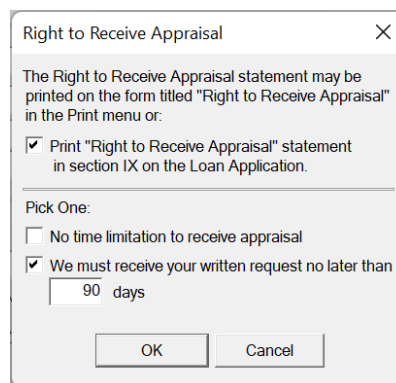 Right to Receive Appraisal
The Right to Receive Appraisal statement may be
printed on the form titled "Right to Receive Appraisal"
in the Print menu or:
Print "Right to Receive Appraisal" statement
in section IX on the Loan Application.
Pick One:
No time limitation to receive appraisal
We must receive your written request no later than
90 days
OK Cancel